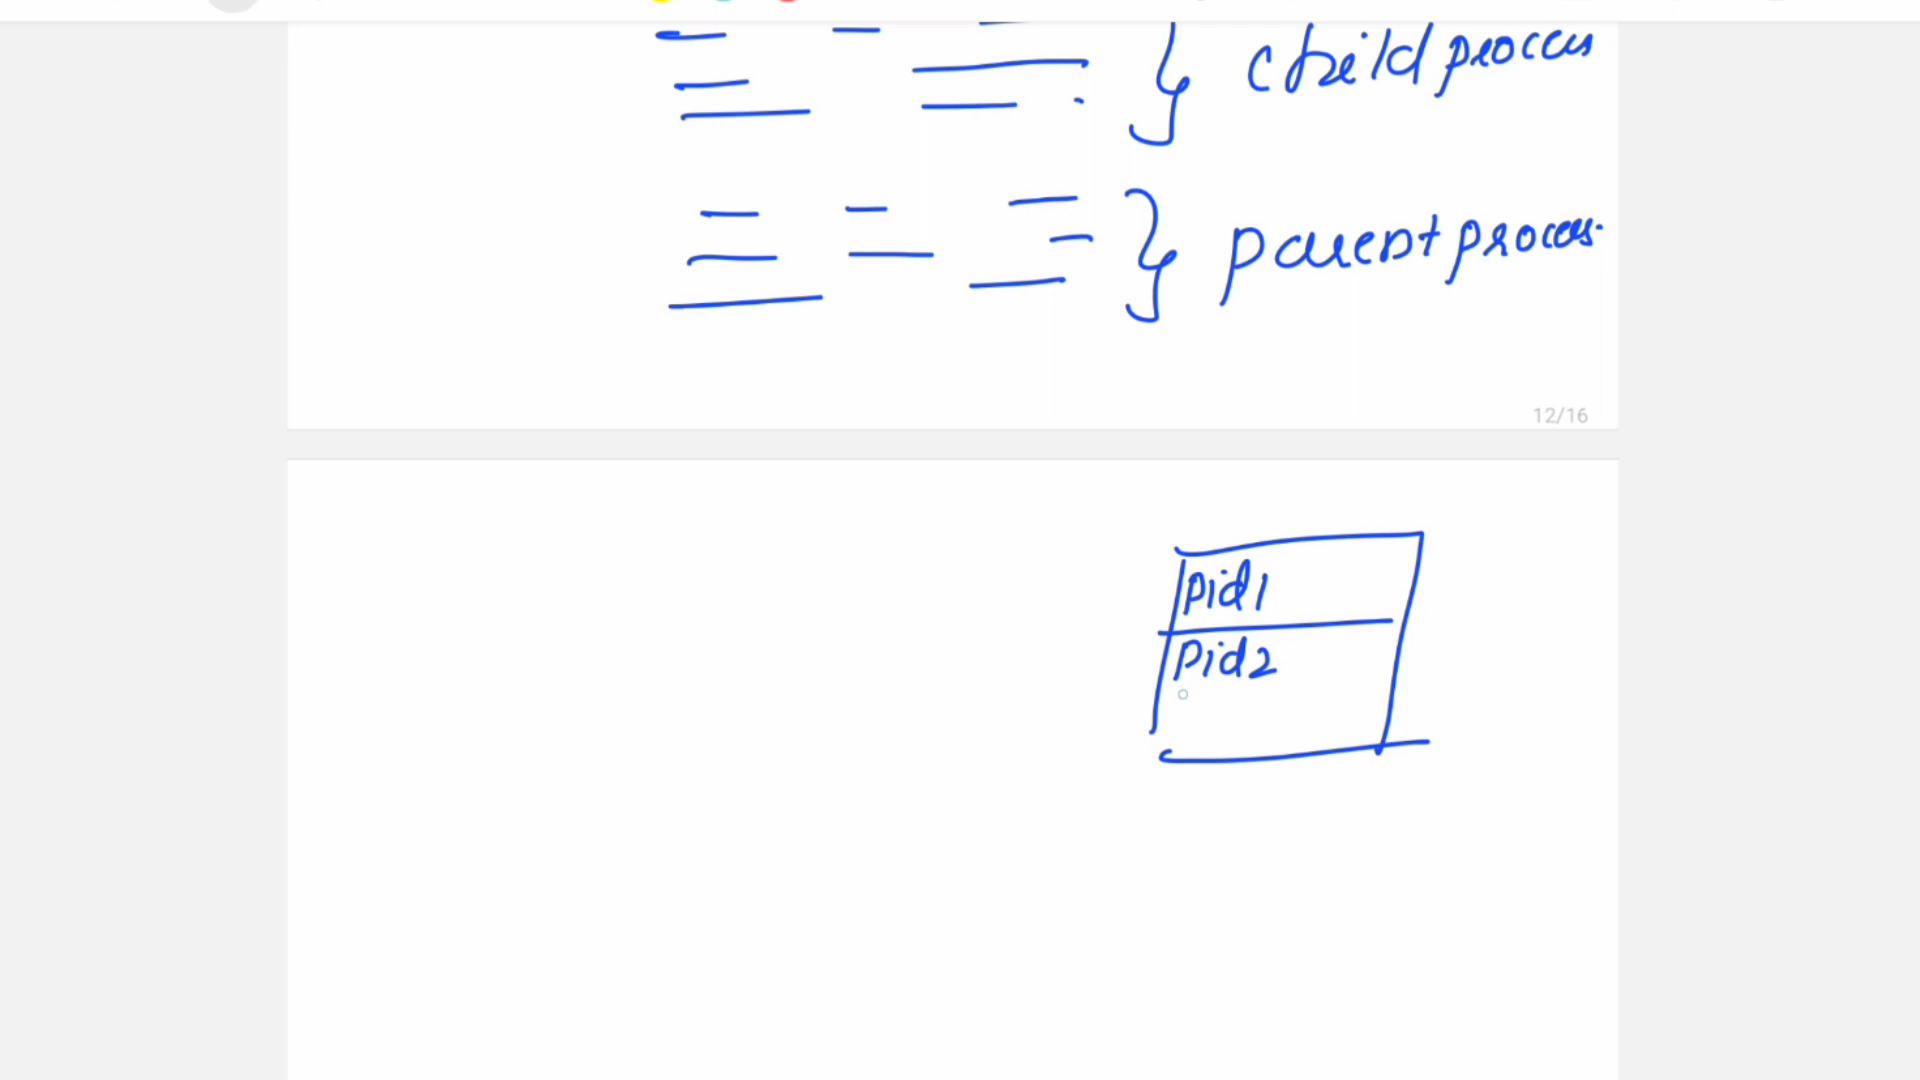 child process
parent process.
12/16
pid1
pid2